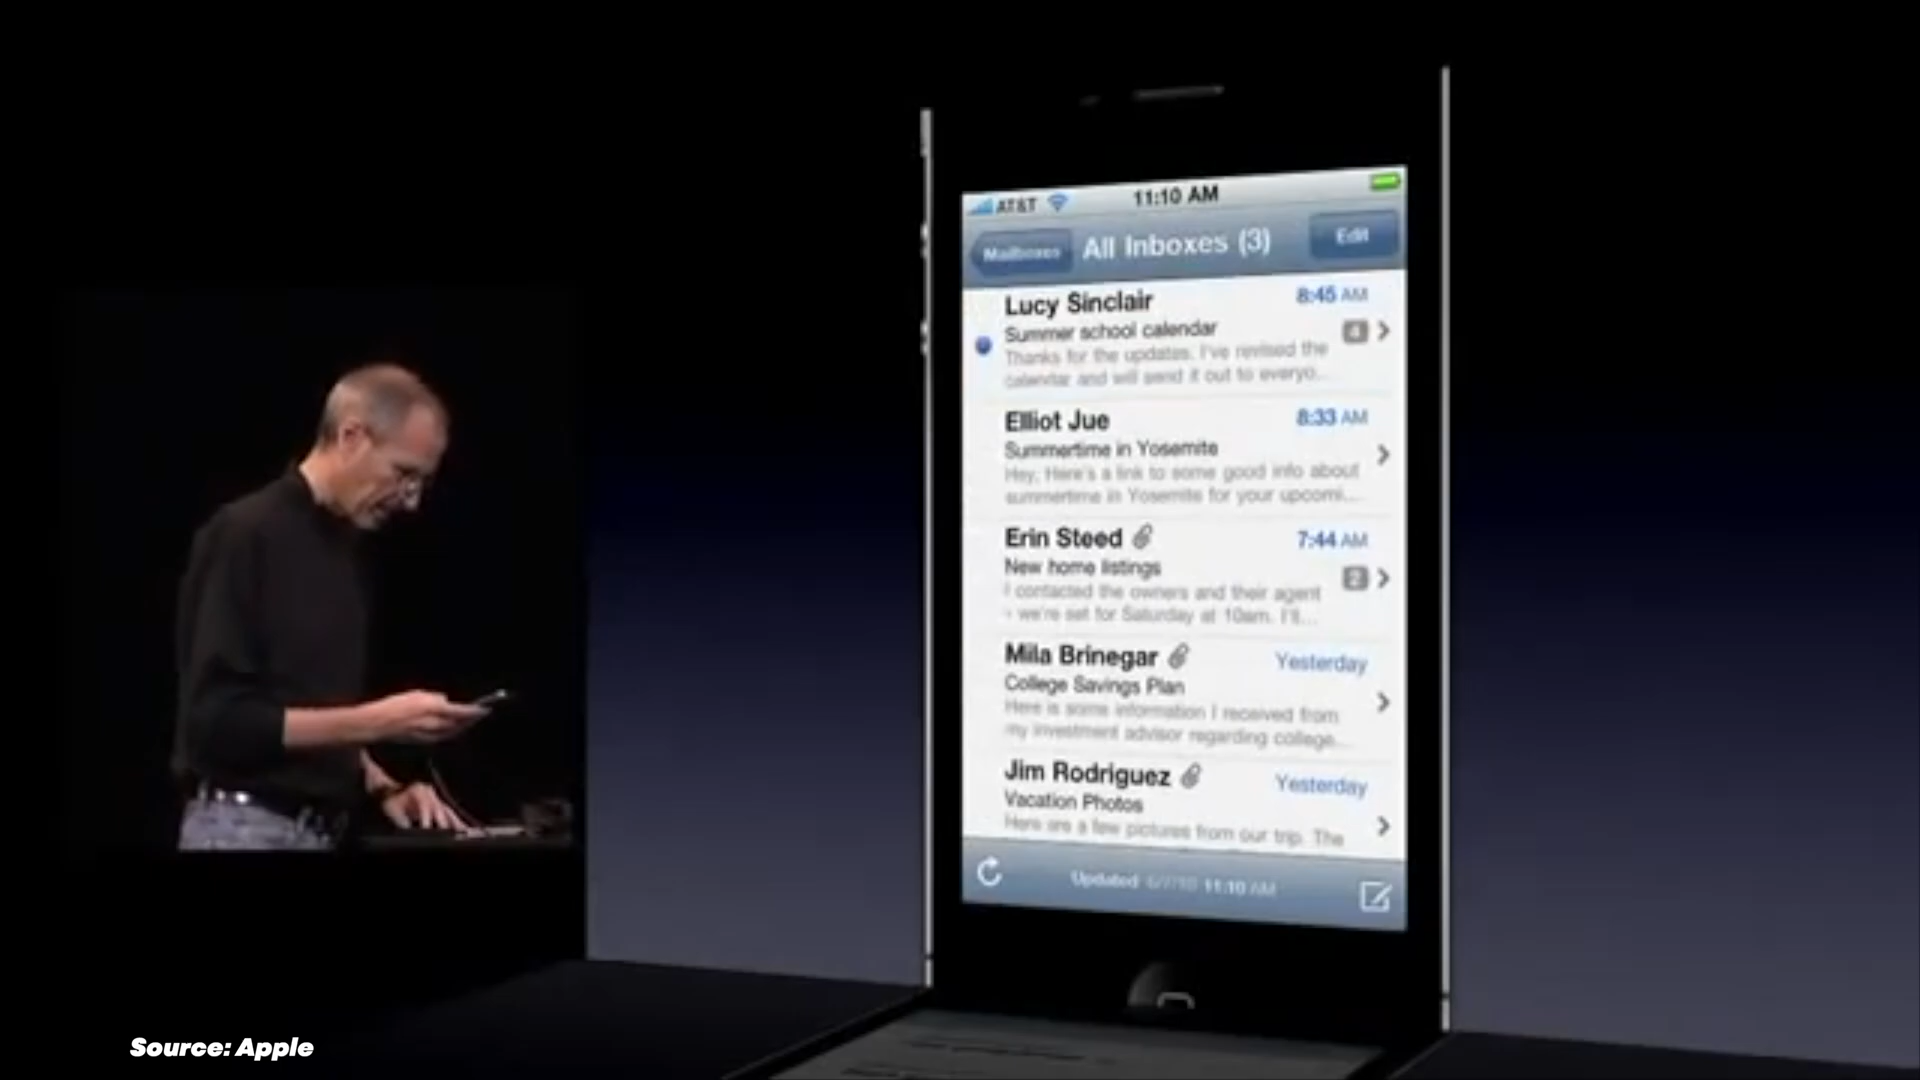 AT&T 11:10 AM
Mailboxes All Inboxes (3) Edit
Lucy Sinclair 8:45 AM
Summer school calendar 4
Thanks for the updates. I've revised the
calendar and will send it out to everyo...
Elliot Jue 8:33 AM
Summertime in Yosemite
Hey, Here's a link to some good info about
summertime in Yosemite for your upcomi...
Erin Steed 7:44 AM
New home listings 2
I contacted the owners and their agent
- we're set for Saturday at 10am. I'll...
Mila Brinegar Yesterday
College Savings Plan
Here is some information I received from
my investment advisor regarding college...
Jim Rodriguez Yesterday
Vacation Photos
Here are a few pictures from our trip. The
Updated 6/7/10 11:10 AM
Source: Apple